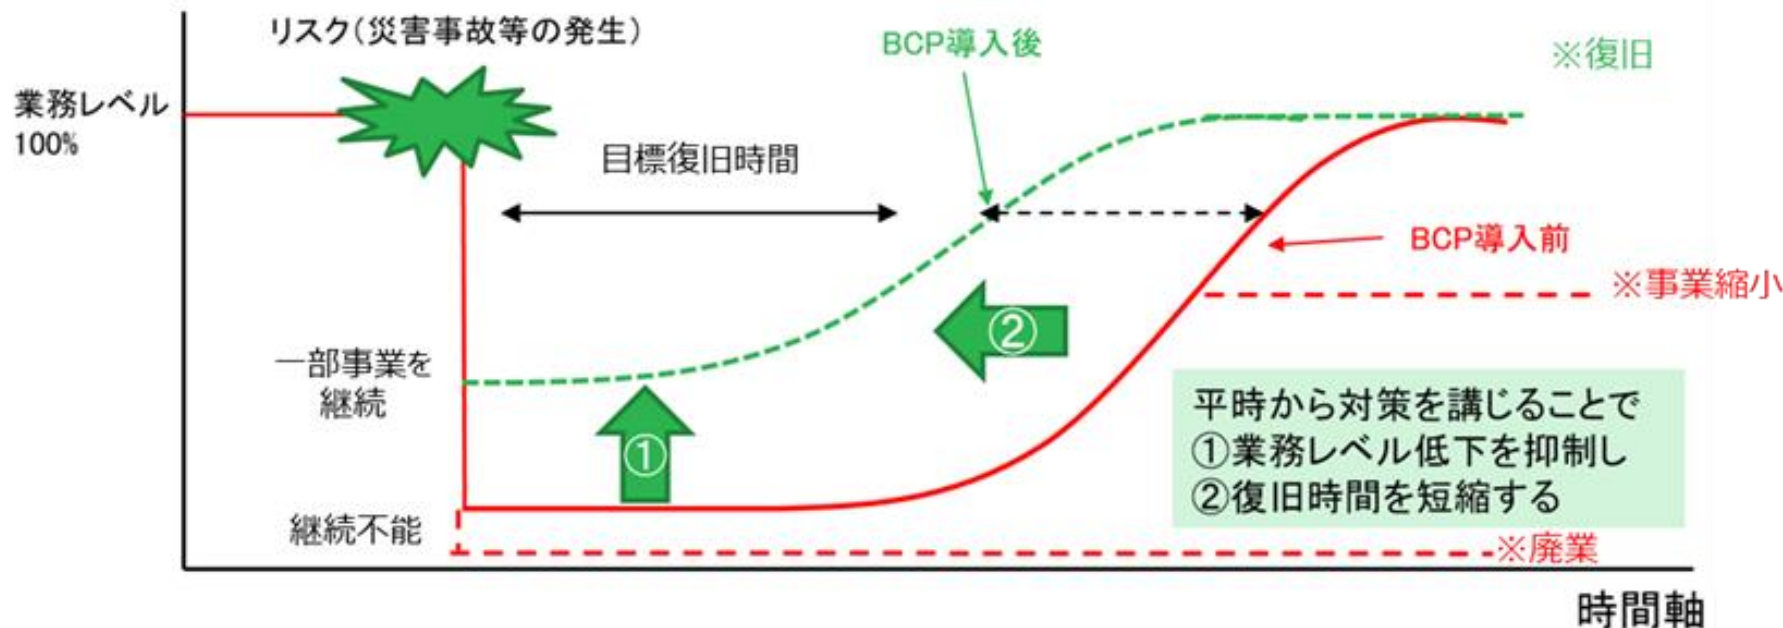 リスク(災害事故等の発生)
BCP導入後
※復旧
業務レベル
100%
目標復旧時間
BCP導入前
※事業縮小
②
一部事業を
継続
①
平時から対策を講じることで
①業務レベル低下を抑制し
②復旧時間を短縮する
継続不能
※廃業
時間軸